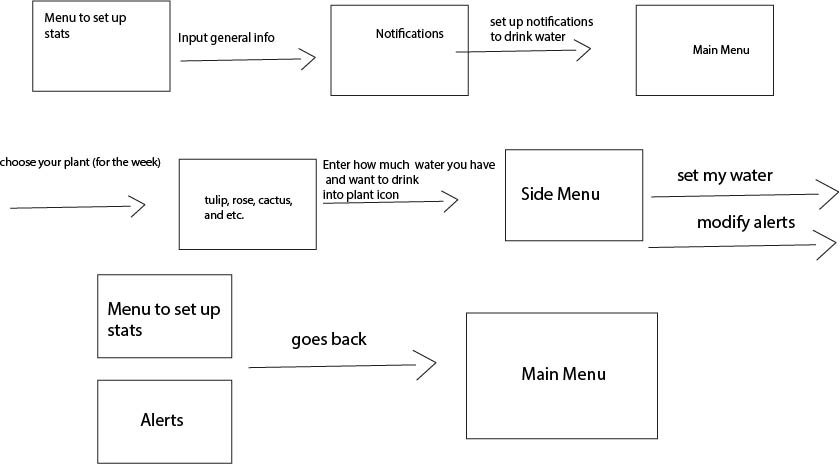 Menu to set up
stats
Input general info
Notifications
set up notifications
to drink water
Main Menu
choose your plant (for the week)
tulip, rose, cactus,
and etc.
Enter how much water you have
and want to drink
into plant icon
Side Menu
set my water
modify alerts
Menu to set up
stats
Alerts
goes back
Main Menu